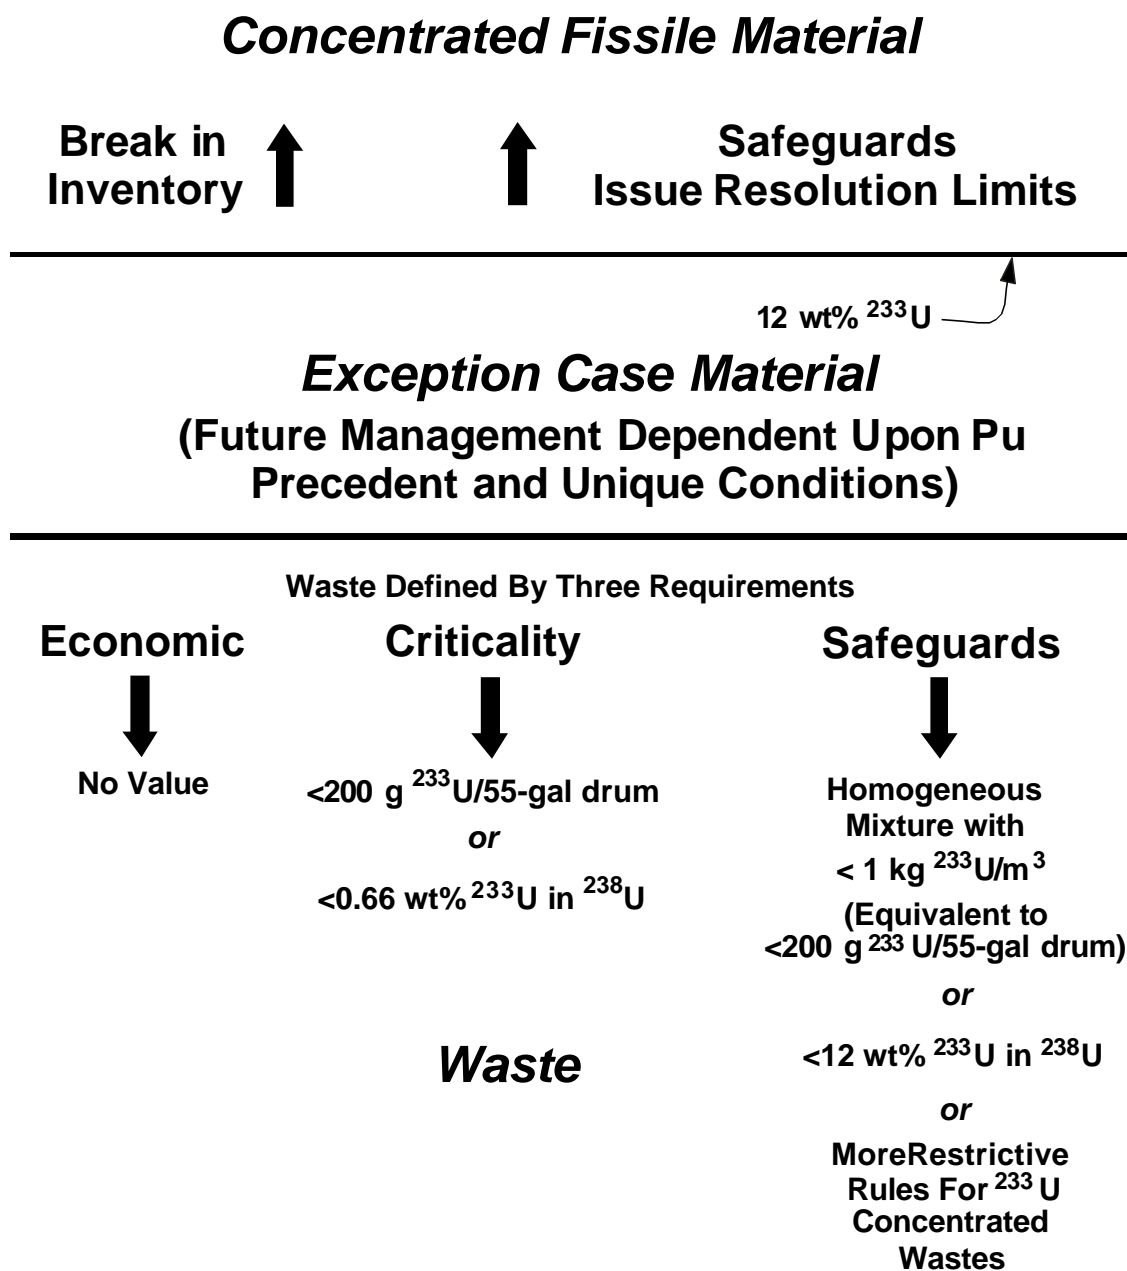 Concentrated Fissile Material
Break in
Inventory
Safeguards
Issue Resolution Limits
12 wt% ²³³U
Exception Case Material
(Future Management Dependent Upon Pu
Precedent and Unique Conditions)
Waste Defined By Three Requirements
Economic
No Value
Criticality
<200 g ²³³U/55-gal drum
or
<0.66 wt% ²³³U in ²³⁸U
Safeguards
Homogeneous
Mixture with
< 1 kg ²³³U/m³
(Equivalent to
<200 g ²³³ U/55-gal drum)
or
<12 wt% ²³³U in ²³⁸U
or
MoreRestrictive
Rules For ²³³ U
Concentrated
Wastes
Waste